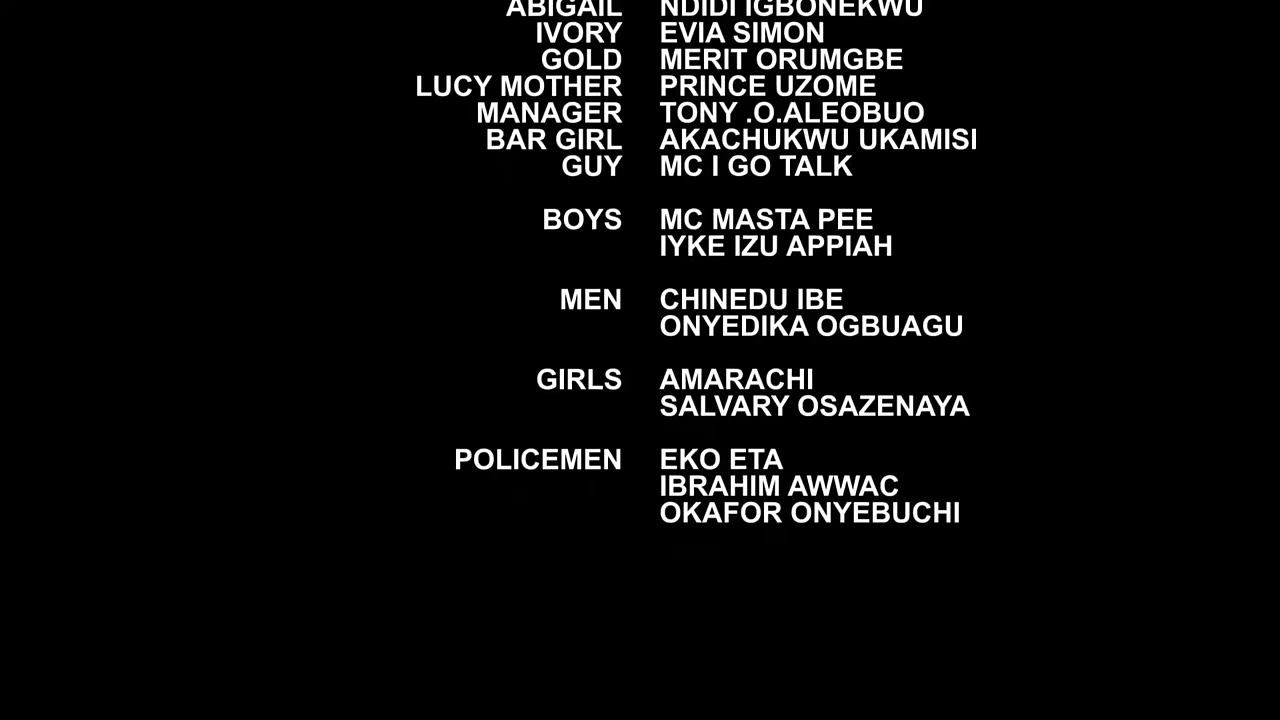 ABIGAIL NDIDI IGBONEKWU
IVORY EVIA SIMON
GOLD MERIT ORUMGBE
LUCY MOTHER PRINCE UZOME
MANAGER TONY .O.ALEOBUO
BAR GIRL AKACHUKWU UKAMISI
GUY MC I GO TALK
BOYS MC MASTA PEE
IYKE IZU APPIAH
MEN CHINEDU IBE
ONYEDIKA OGBUAGU
GIRLS AMARACHI
SALVARY OSAZENAYA
POLICEMEN EKO ETA
IBRAHIM AWWAC
OKAFOR ONYEBUCHI